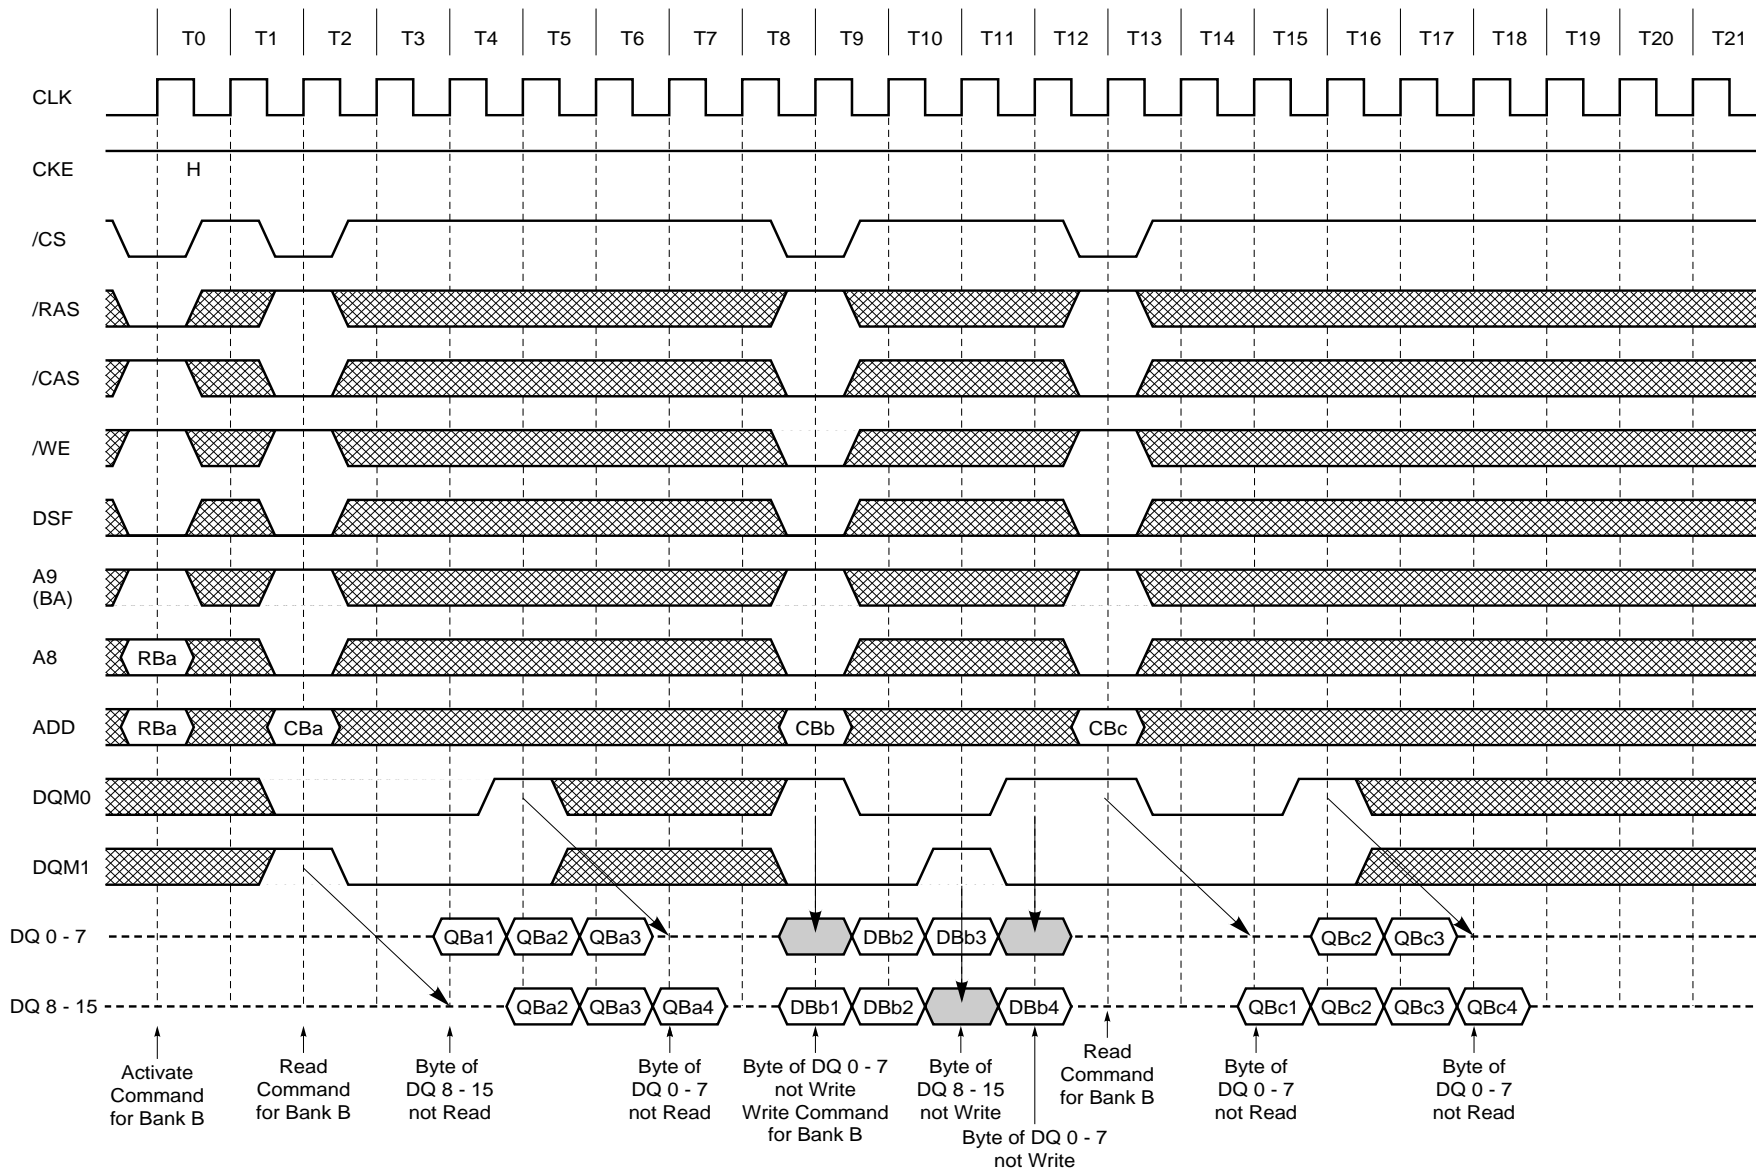 T0 T1 T2 T3 T4 T5 T6 T7 T8 T9 T10 T11 T12 T13 T14 T15 T16 T17 T18 T19 T20 T21
CLK
CKE H
/CS
/RAS
/CAS
/WE
DSF
A9
(BA)
A8 RBa
ADD RBa CBa CBb CBc
DQM0
DQM1
DQ 0 - 7 QBa1 QBa2 QBa3 DBb2 DBb3 QBc2 QBc3
DQ 8 - 15 QBa2 QBa3 QBa4 DBb1 DBb2 DBb4 QBc1 QBc2 QBc3 QBc4
Activate
Command
for Bank B
Read
Command
for Bank B
Byte of
DQ 8 - 15
not Read
Byte of
DQ 0 - 7
not Read
Byte of DQ 0 - 7
not Write
Write Command
for Bank B
Byte of
DQ 8 - 15
not Write
Byte of DQ 0 - 7
not Write
Read
Command
for Bank B
Byte of
DQ 0 - 7
not Read
Byte of
DQ 0 - 7
not Read